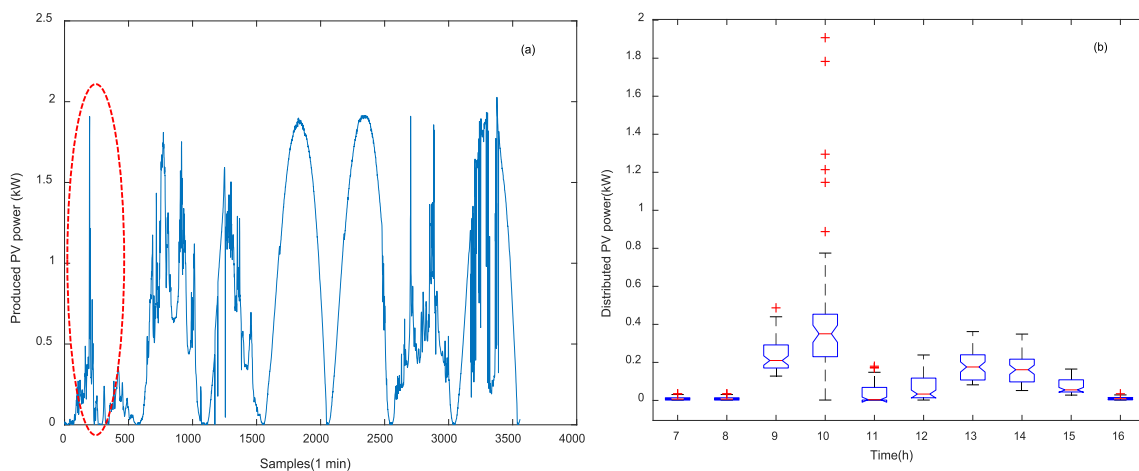 2.5
2
1.5
1
0.5
0
Produced PV power (kW)
(a)
0 500 1000 1500 2000 2500 3000 3500 4000
Samples(1 min)
2
1.8
1.6
1.4
1.2
1
0.8
0.6
0.4
0.2
0
Distributed PV power(kW)
(b)
7 8 9 10 11 12 13 14 15 16
Time(h)